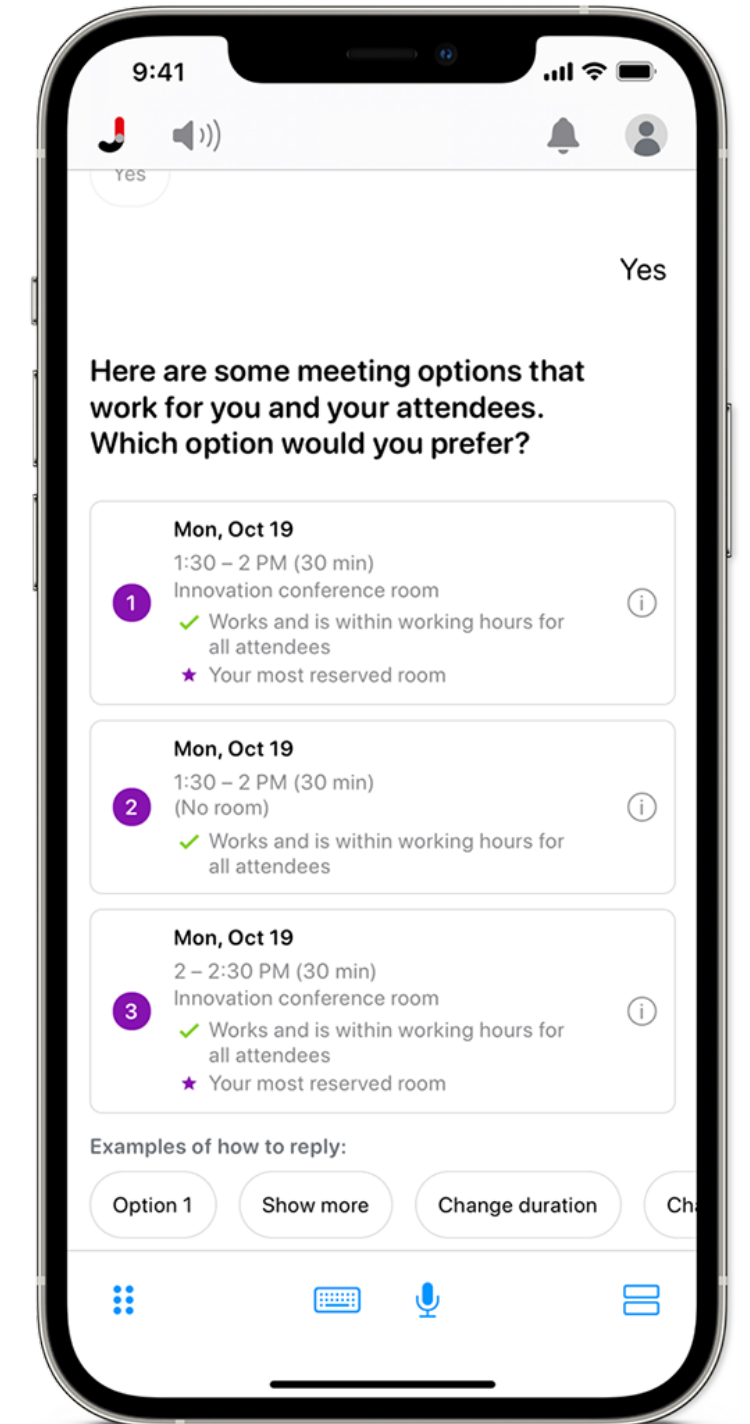 9:41
Yes
Yes
Here are some meeting options that
work for you and your attendees.
Which option would you prefer?
Mon, Oct 19
1:30 – 2 PM (30 min)
Innovation conference room
1
Works and is within working hours for
all attendees
Your most reserved room
Mon, Oct 19
1:30 – 2 PM (30 min)
2
(No room)
Works and is within working hours for
all attendees
Mon, Oct 19
2 – 2:30 PM (30 min)
Innovation conference room
3
Works and is within working hours for
all attendees
Your most reserved room
Examples of how to reply:
Option 1
Show more
Change duration